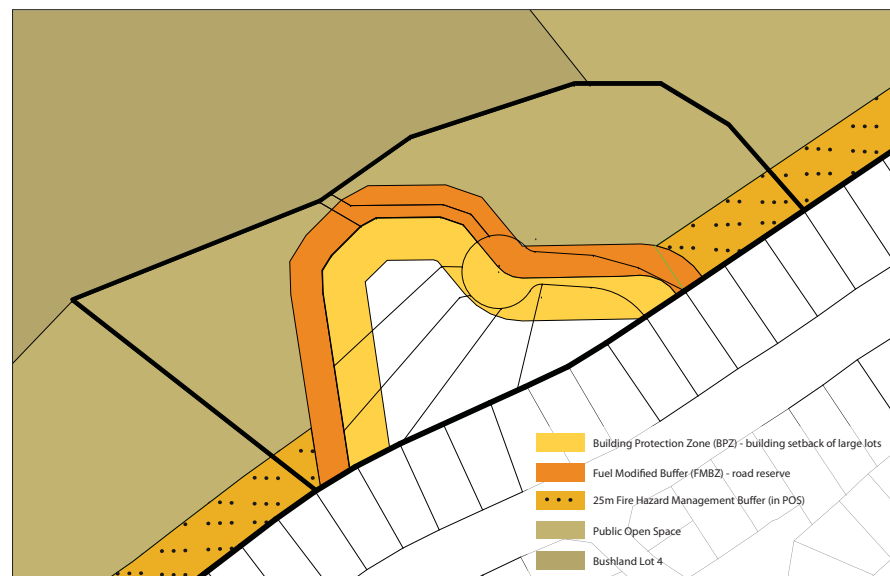 Building Protection Zone (BPZ) - building setback of large lots
Fuel Modified Buffer (FMBZ) - road reserve
25m Fire Hazard Management Buffer (in POS)
Public Open Space
Bushland Lot 4